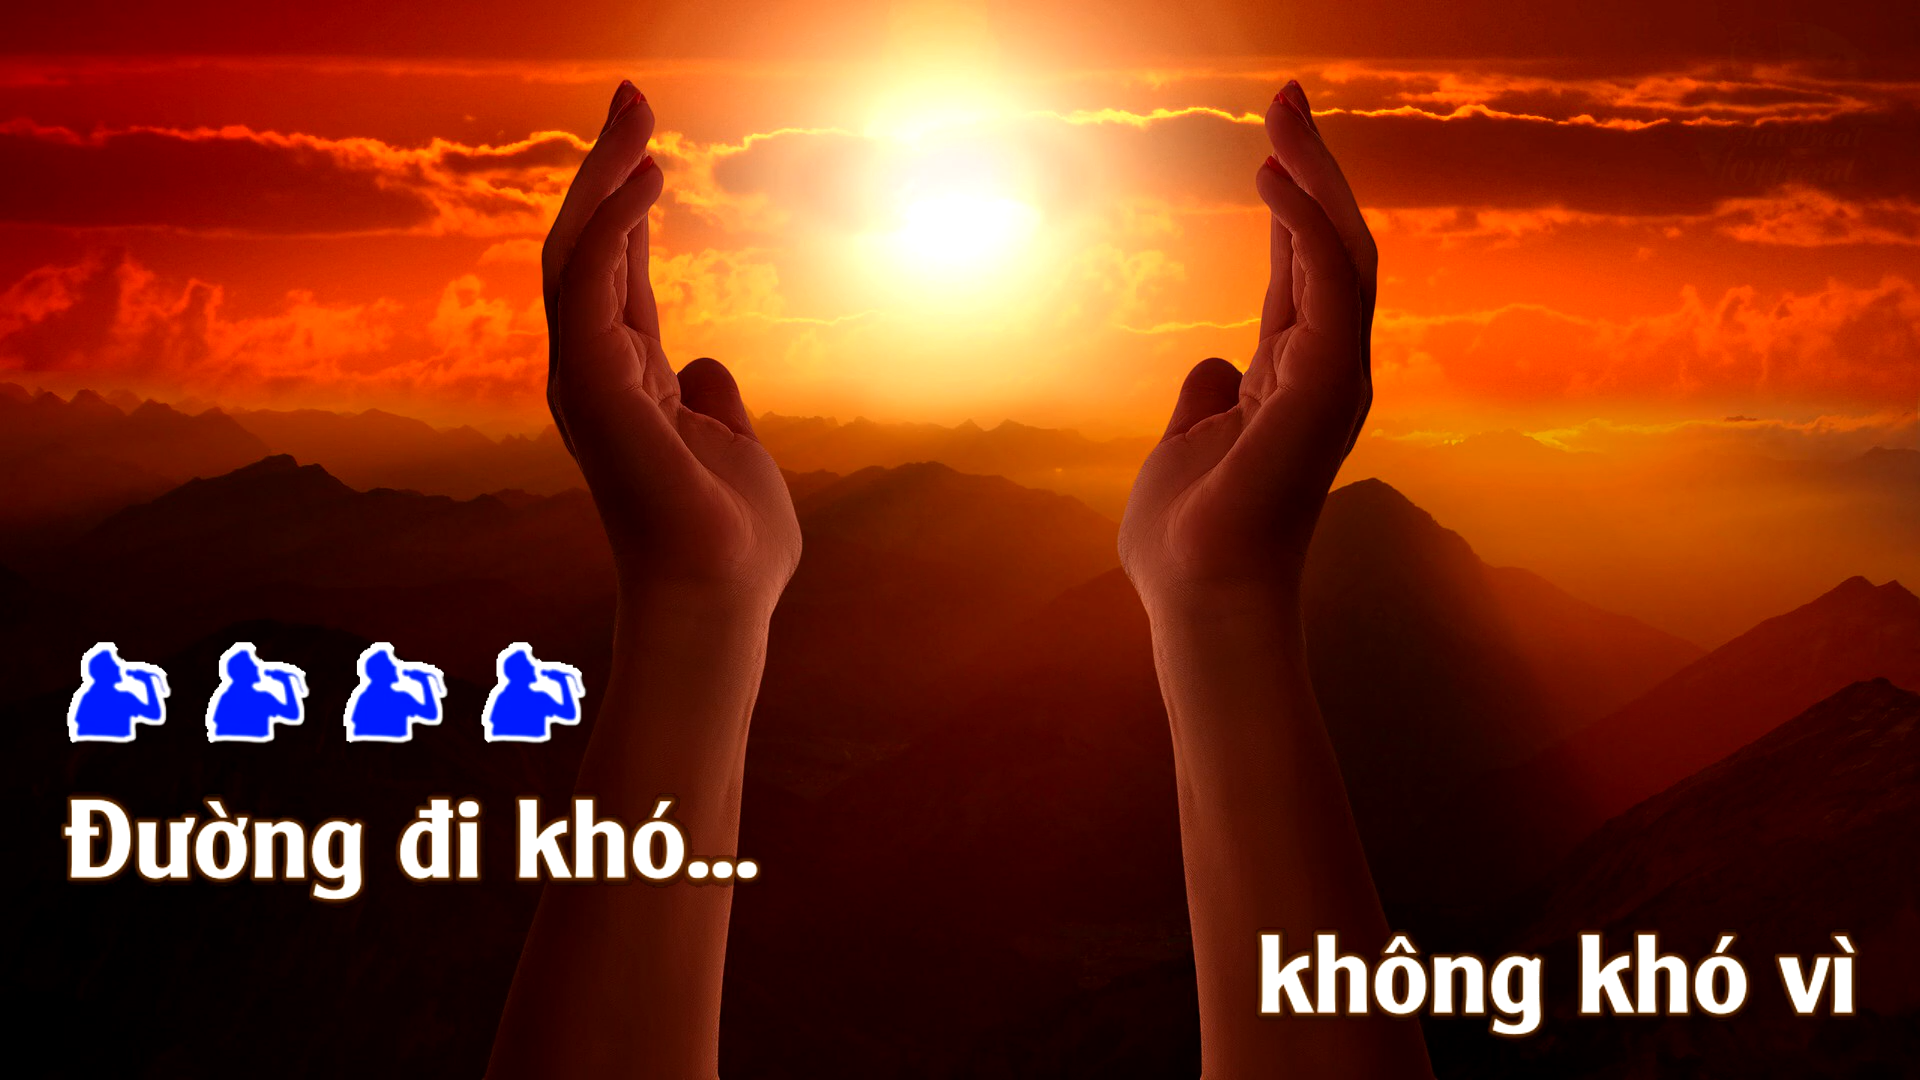 Đường đi khó...
không khó vì